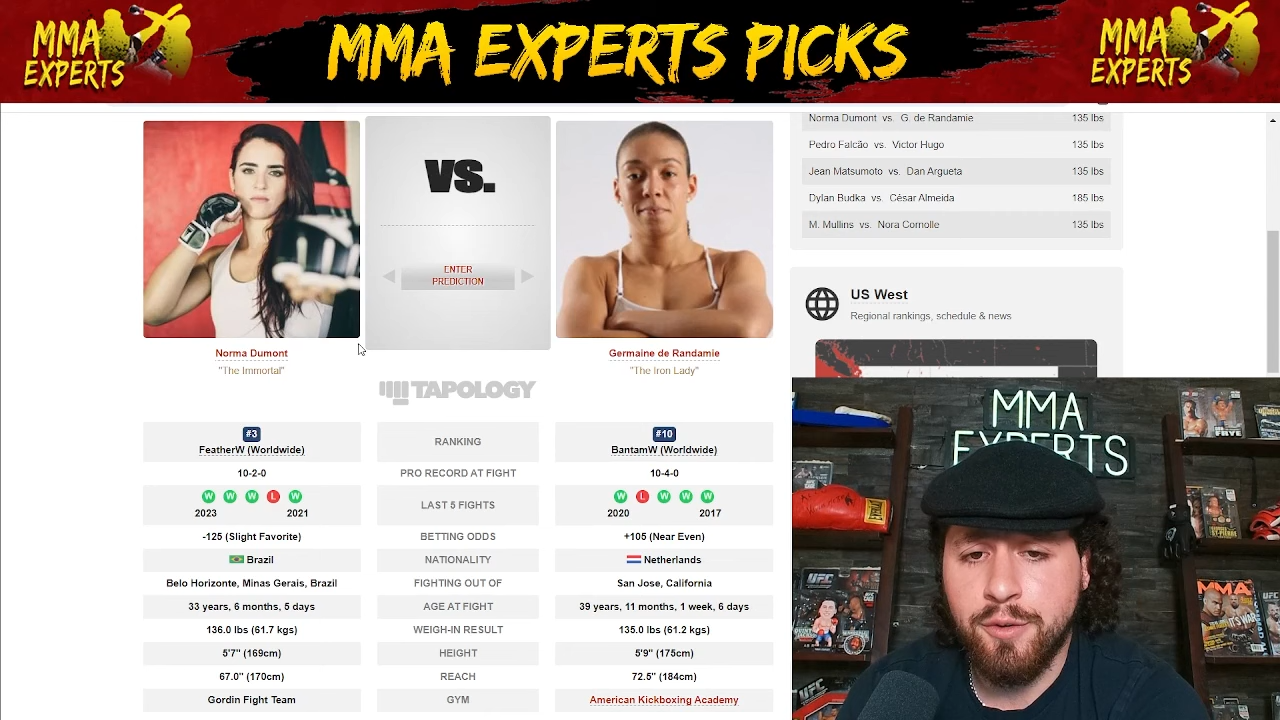 MMA
EXPERTS
MMA EXPERTS PICKS
MMA
EXPERTS
VS.
ENTER
PREDICTION
Norma Dumont
"The Immortal"
Germaine de Randamie
"The Iron Lady"
TAPOLOGY
#3
FeatherW (Worldwide)
RANKING
#10
BantamW (Worldwide)
10-2-0
PRO RECORD AT FIGHT
10-4-0
W W W L W
2023 2021
LAST 5 FIGHTS
W L W W W
2020 2017
-125 (Slight Favorite)
BETTING ODDS
+105 (Near Even)
Brazil
NATIONALITY
Netherlands
Belo Horizonte, Minas Gerais, Brazil
FIGHTING OUT OF
San Jose, California
33 years, 6 months, 5 days
AGE AT FIGHT
39 years, 11 months, 1 week, 6 days
136.0 lbs (61.7 kgs)
WEIGH-IN RESULT
135.0 lbs (61.2 kgs)
5'7" (169cm)
HEIGHT
5'9" (175cm)
67.0" (170cm)
REACH
72.5" (184cm)
Gordin Fight Team
GYM
American Kickboxing Academy
Norma Dumont vs. G. de Randamie 135 lbs
Pedro Falcão vs. Victor Hugo 135 lbs
Jean Matsumoto vs. Dan Argueta 135 lbs
Dylan Budka vs. César Almeida 185 lbs
M. Mullins vs. Nora Cornolle 135 lbs
US West
Regional rankings, schedule & news
MMA
EXPERTS
FRYE
UFC
MMA
UFC
UFC